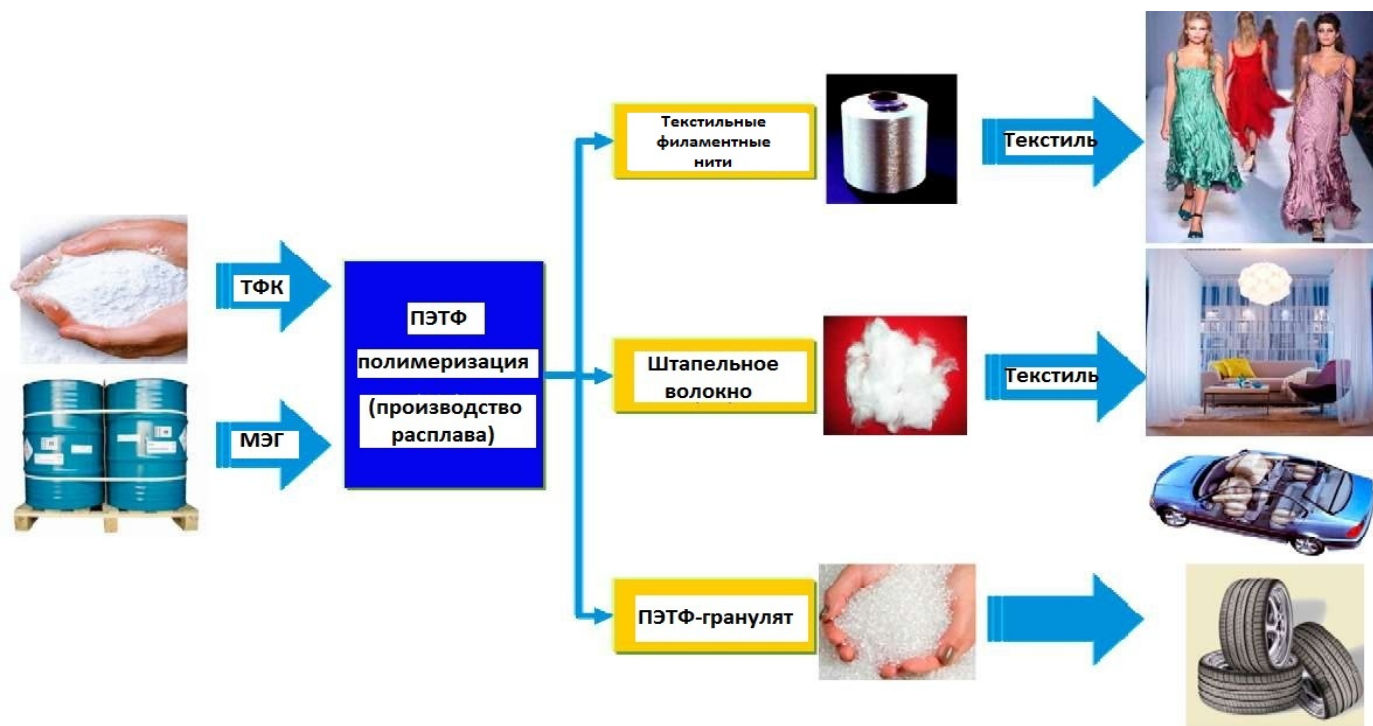 ТФК
МЭГ
ПЭТФ
полимеризация
(производство
расплава)
Текстильные
филаментные
нити
Текстиль
Штапельное
волокно
Текстиль
ПЭТФ-гранулят